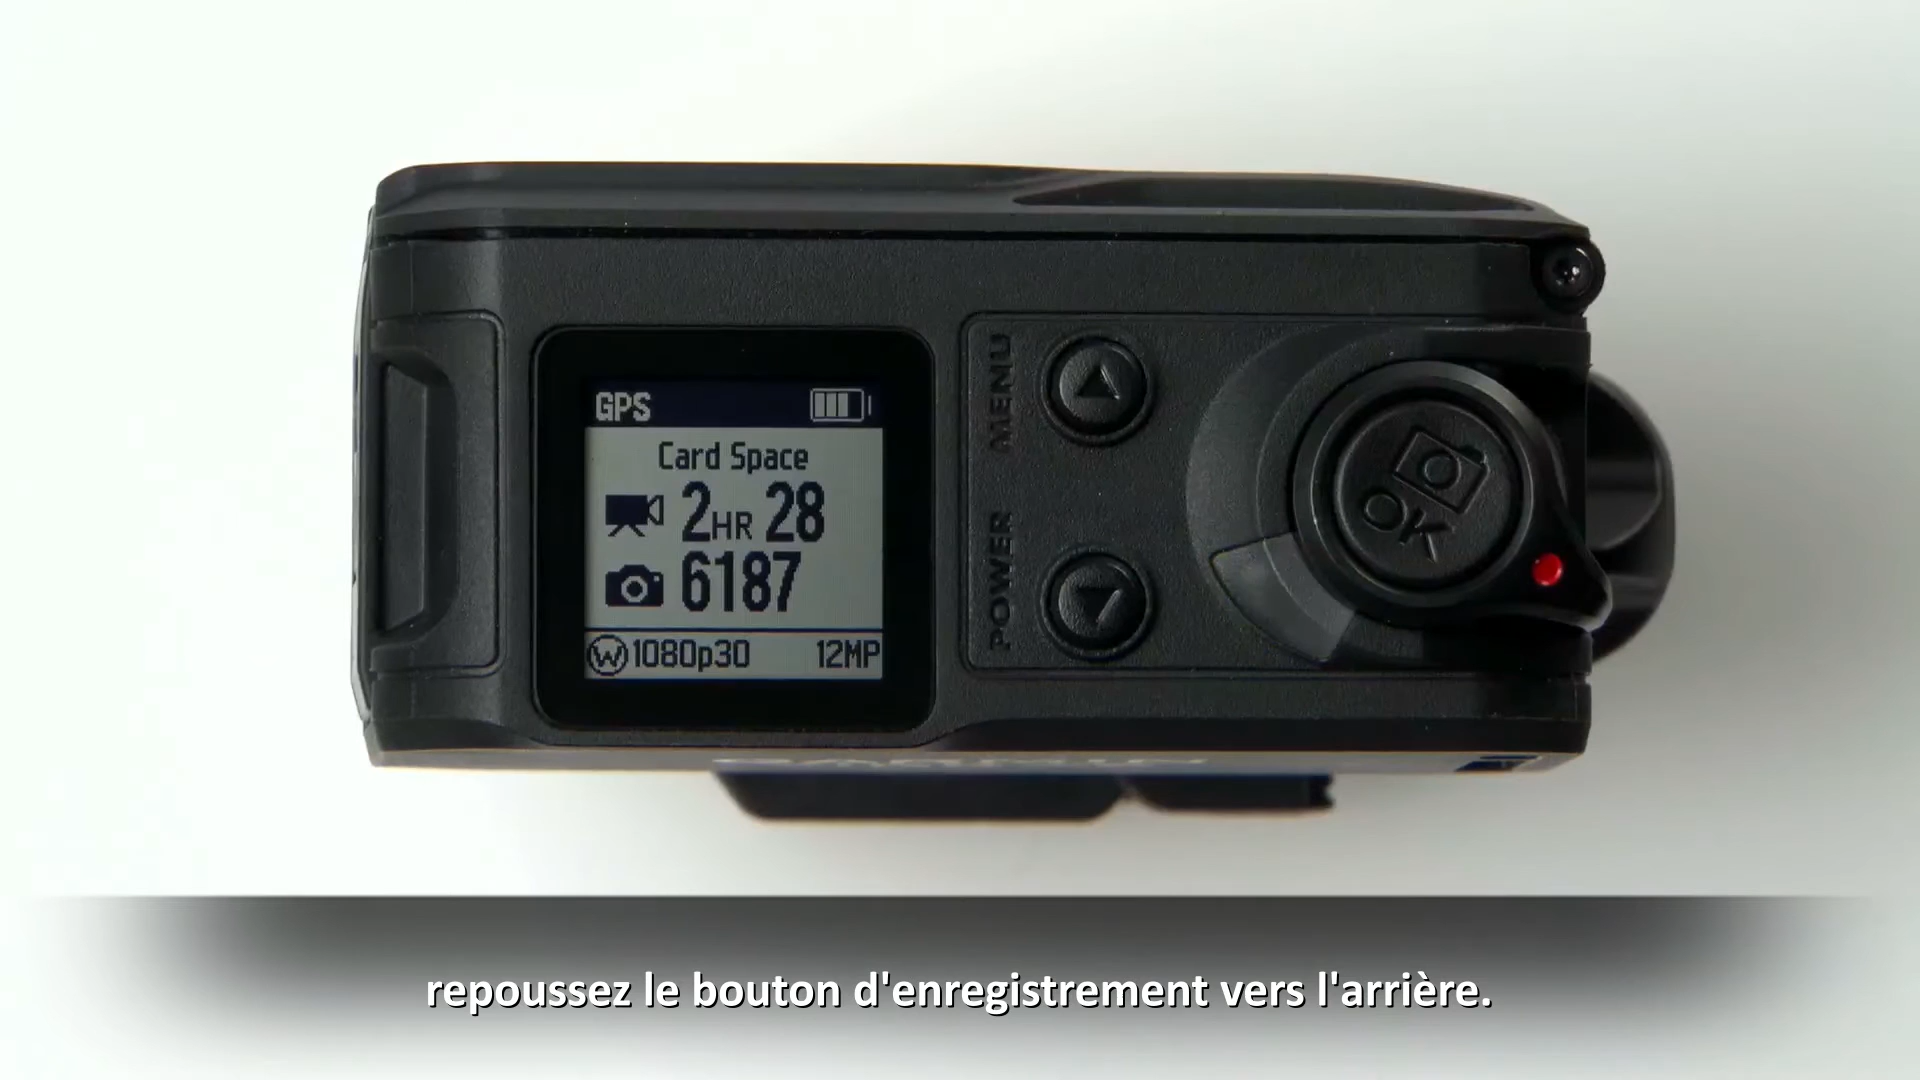 GPS
Card Space
2HR 28
6187
W 1080p30 12MP
MENU
POWER
OK
repoussez le bouton d'enregistrement vers l'arrière.